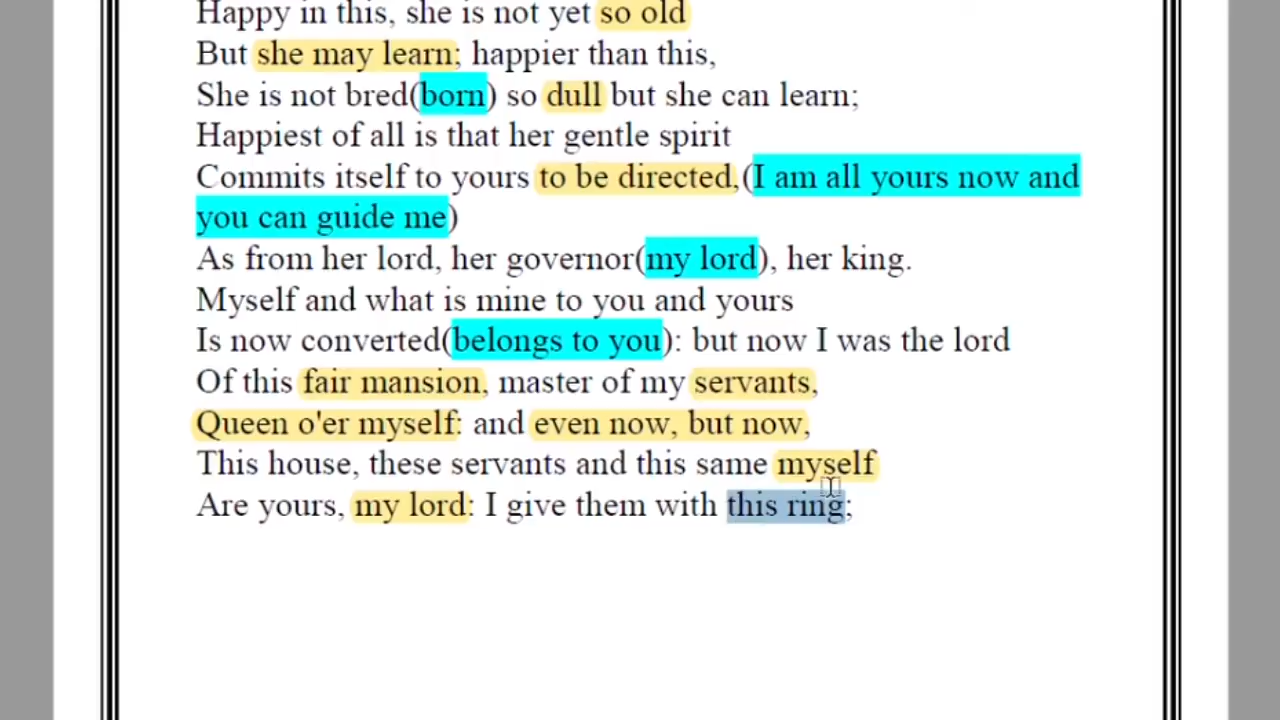 Happy in this, she is not yet so old
But she may learn; happier than this,
She is not bred(born) so dull but she can learn;
Happiest of all is that her gentle spirit
Commits itself to yours to be directed,(I am all yours now and
you can guide me)
As from her lord, her governor(my lord), her king.
Myself and what is mine to you and yours
Is now converted(belongs to you): but now I was the lord
Of this fair mansion, master of my servants,
Queen o'er myself: and even now, but now,
This house, these servants and this same myself
Are yours, my lord: I give them with this ring;